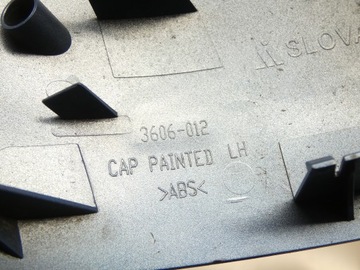 SLOVA
3606-012
CAP PAINTED LH
>ABS<